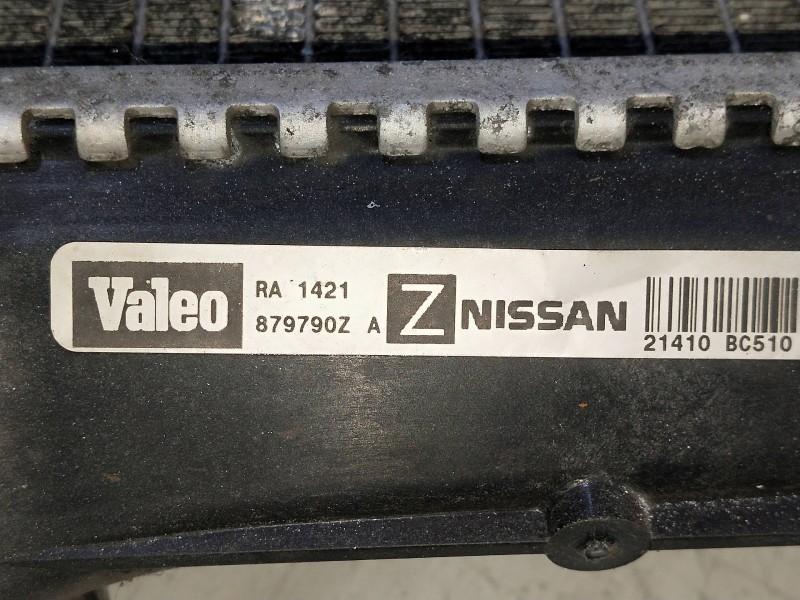 Valeo
RA 1421
879790Z A
Z NISSAN
21410 BC510